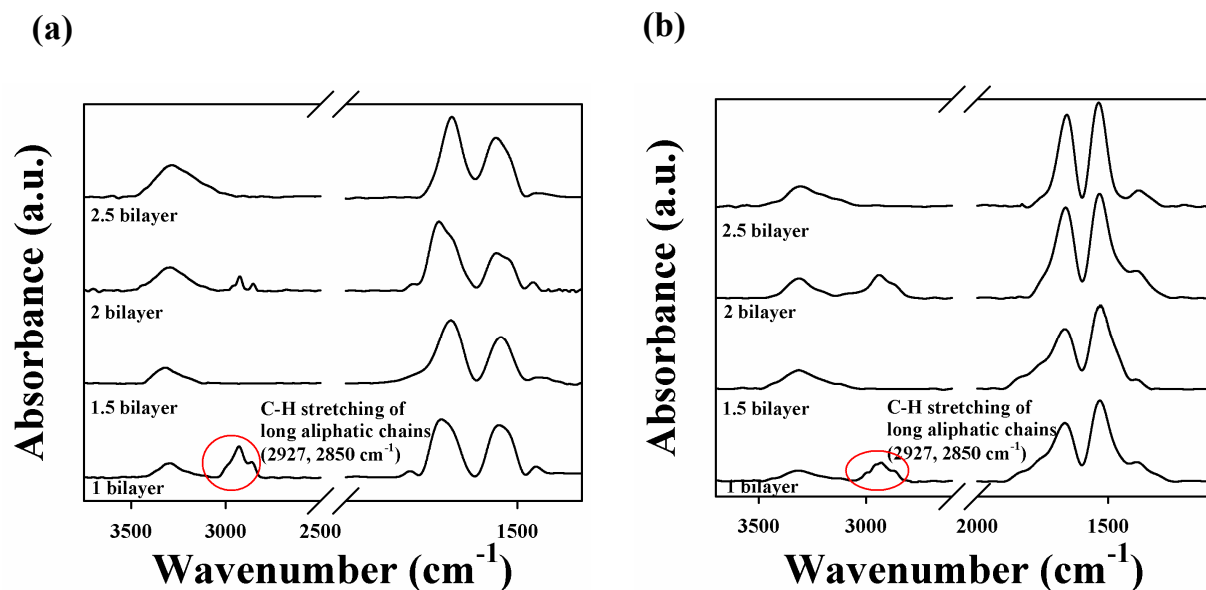 (a)
Absorbance (a.u.)
2.5 bilayer
2 bilayer
1.5 bilayer
C-H stretching of
long aliphatic chains
(2927, 2850 cm⁻¹)
1 bilayer
3500 3000 2500 1500
Wavenumber (cm⁻¹)
(b)
Absorbance (a.u.)
2.5 bilayer
2 bilayer
1.5 bilayer
C-H stretching of
long aliphatic chains
(2927, 2850 cm⁻¹)
1 bilayer
3500 3000 2000 1500
Wavenumber (cm⁻¹)